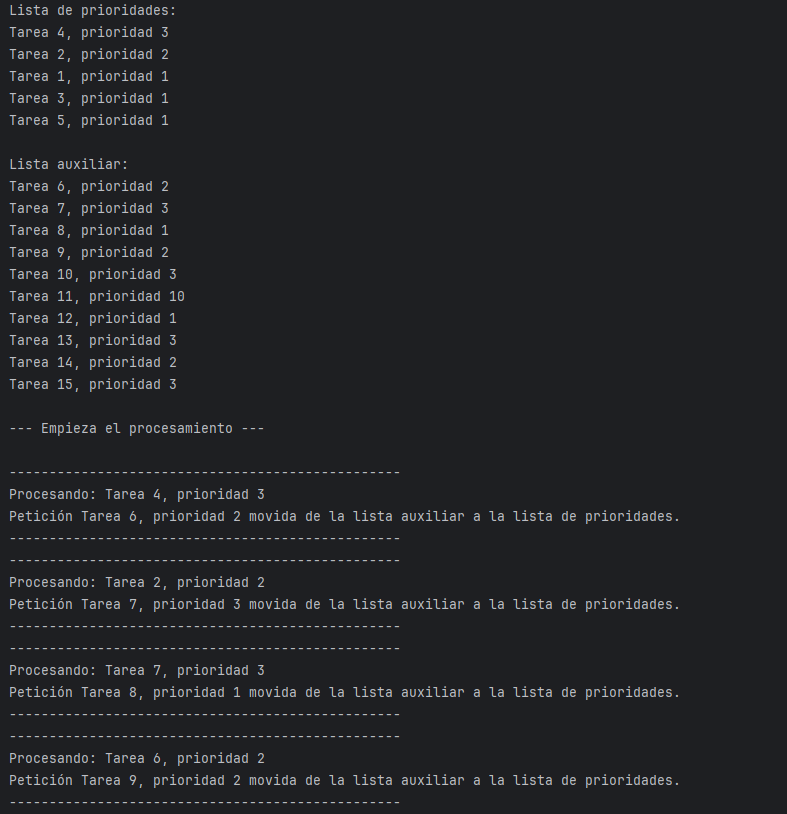 Lista de prioridades:
Tarea 4, prioridad 3
Tarea 2, prioridad 2
Tarea 1, prioridad 1
Tarea 3, prioridad 1
Tarea 5, prioridad 1
Lista auxiliar:
Tarea 6, prioridad 2
Tarea 7, prioridad 3
Tarea 8, prioridad 1
Tarea 9, prioridad 2
Tarea 10, prioridad 3
Tarea 11, prioridad 10
Tarea 12, prioridad 1
Tarea 13, prioridad 3
Tarea 14, prioridad 2
Tarea 15, prioridad 3
--- Empieza el procesamiento ---
-------------------------------------------------
Procesando: Tarea 4, prioridad 3
Petición Tarea 6, prioridad 2 movida de la lista auxiliar a la lista de prioridades.
-------------------------------------------------
-------------------------------------------------
Procesando: Tarea 2, prioridad 2
Petición Tarea 7, prioridad 3 movida de la lista auxiliar a la lista de prioridades.
-------------------------------------------------
-------------------------------------------------
Procesando: Tarea 7, prioridad 3
Petición Tarea 8, prioridad 1 movida de la lista auxiliar a la lista de prioridades.
-------------------------------------------------
-------------------------------------------------
Procesando: Tarea 6, prioridad 2
Petición Tarea 9, prioridad 2 movida de la lista auxiliar a la lista de prioridades.
-------------------------------------------------